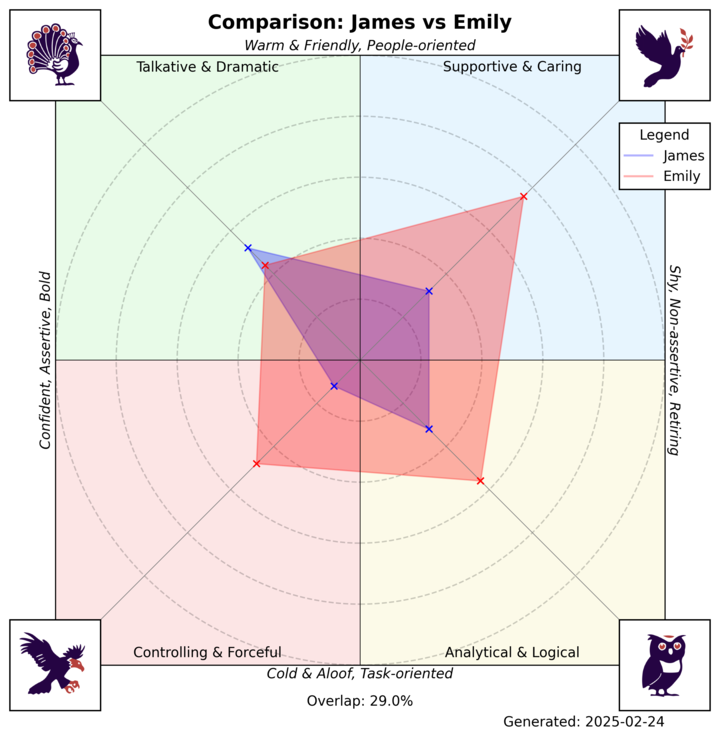 Comparison: James vs Emily
Warm & Friendly, People-oriented
Talkative & Dramatic
Supportive & Caring
Legend
James
Emily
Confident, Assertive, Bold
Shy, Non-assertive, Retiring
Controlling & Forceful
Analytical & Logical
Cold & Aloof, Task-oriented
Overlap: 29.0%
Generated: 2025-02-24